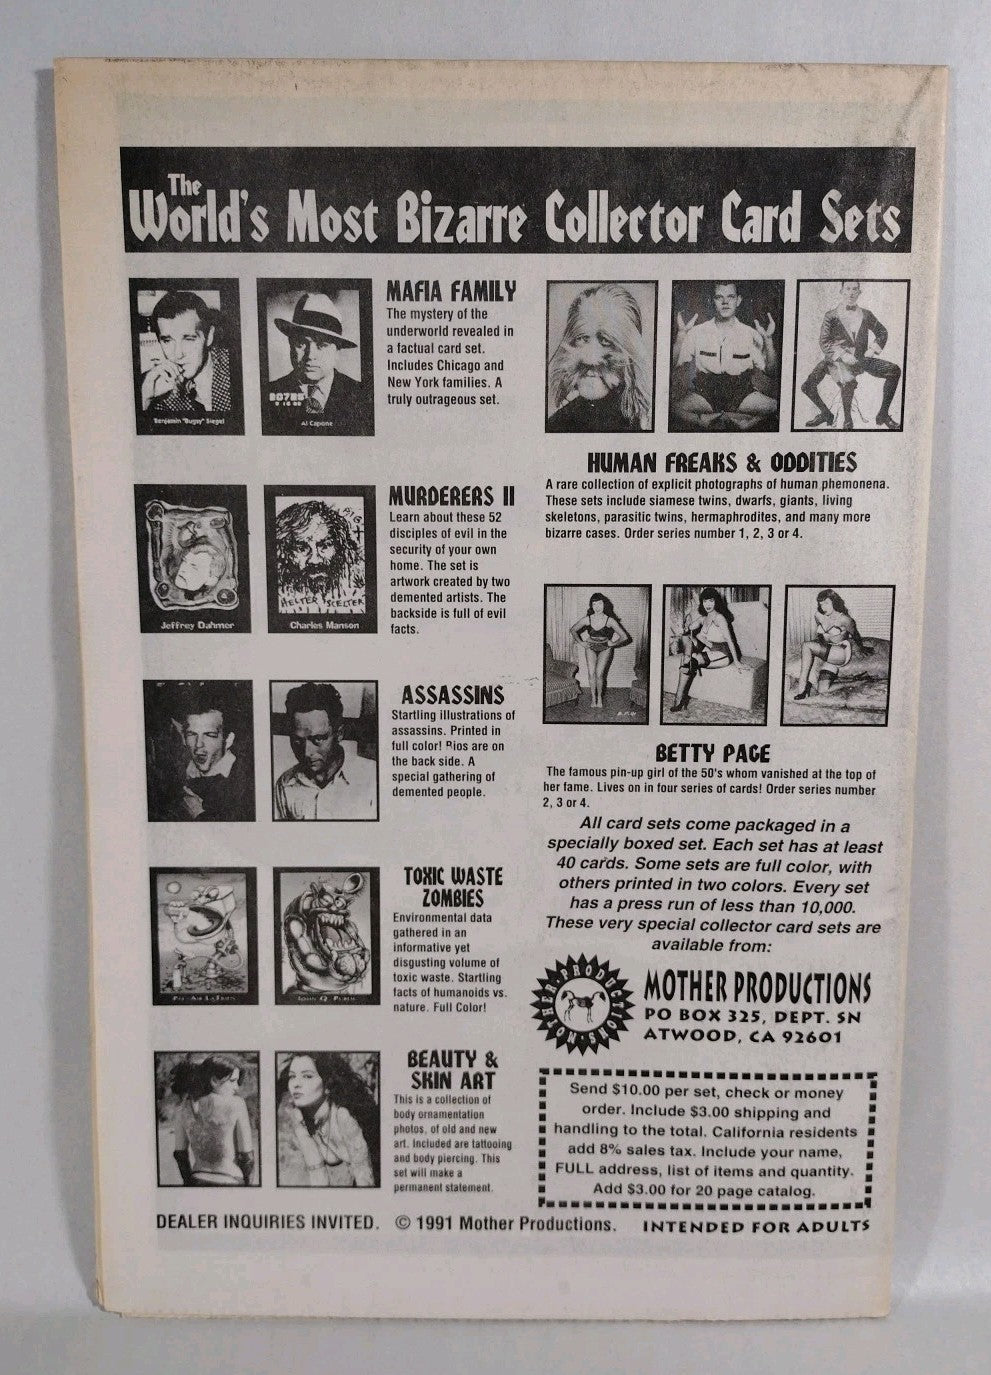 The
World's Most Bizarre Collector Card Sets
Benjamin "Bugsy" Siegel
Al Capone
MAFIA FAMILY
The mystery of the
underworld revealed in
a factual card set.
Includes Chicago and
New York families. A
truly outrageous set.
Jeffrey Dahmer
HELTER SCELTER
Charles Manson
MURDERERS II
Learn about these 52
disciples of evil in the
security of your own
home. The set is
artwork created by two
demented artists. The
backside is full of evil
facts.
ASSASSINS
Startling illustrations of
assassins. Printed in
full color! Bios are on
the back side. A
special gathering of
demented people.
John Q. Public
TOXIC WASTE
ZOMBIES
Environmental data
gathered in an
informative yet
disgusting volume of
toxic waste. Startling
facts of humanoids vs.
nature. Full Color!
BEAUTY &
SKIN ART
This is a collection of
body ornamentation
photos, of old and new
art. Included are tattooing
and body piercing. This
set will make a
permanent statement.
HUMAN FREAKS & ODDITIES
A rare collection of explicit photographs of human phemonena.
These sets include siamese twins, dwarfs, giants, living
skeletons, parasitic twins, hermaphrodites, and many more
bizarre cases. Order series number 1, 2, 3 or 4.
BETTY PAGE
The famous pin-up girl of the 50's whom vanished at the top of
her fame. Lives on in four series of cards! Order series number
2, 3 or 4.
All card sets come packaged in a
specially boxed set. Each set has at least
40 cards. Some sets are full color, with
others printed in two colors. Every set
has a press run of less than 10,000.
These very special collector card sets are
available from:
MOTHER PRODUCTIONS
MOTHER PRODUCTIONS
PO BOX 325, DEPT. SN
ATWOOD, CA 92601
Send $10.00 per set, check or money
order. Include $3.00 shipping and
handling to the total. California residents
add 8% sales tax. Include your name,
FULL address, list of items and quantity.
Add $3.00 for 20 page catalog.
DEALER INQUIRIES INVITED. © 1991 Mother Productions. INTENDED FOR ADULTS